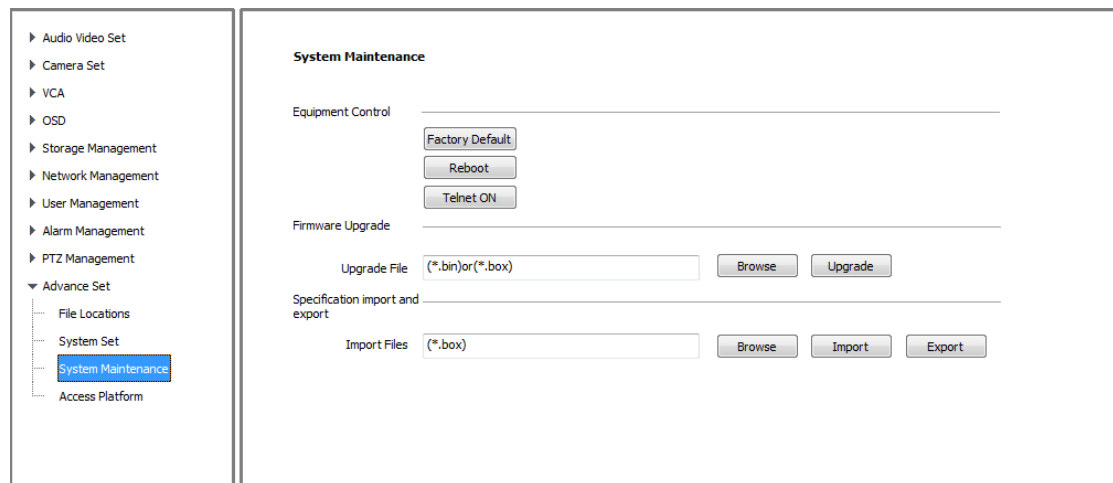 Audio Video Set
Camera Set
VCA
OSD
Storage Management
Network Management
User Management
Alarm Management
PTZ Management
Advance Set
File Locations
System Set
System Maintenance
Access Platform
System Maintenance
Equipment Control
Factory Default
Reboot
Telnet ON
Firmware Upgrade
Upgrade File (*.bin)or(*.box) Browse Upgrade
Specification import and
export
Import Files (*.box) Browse Import Export